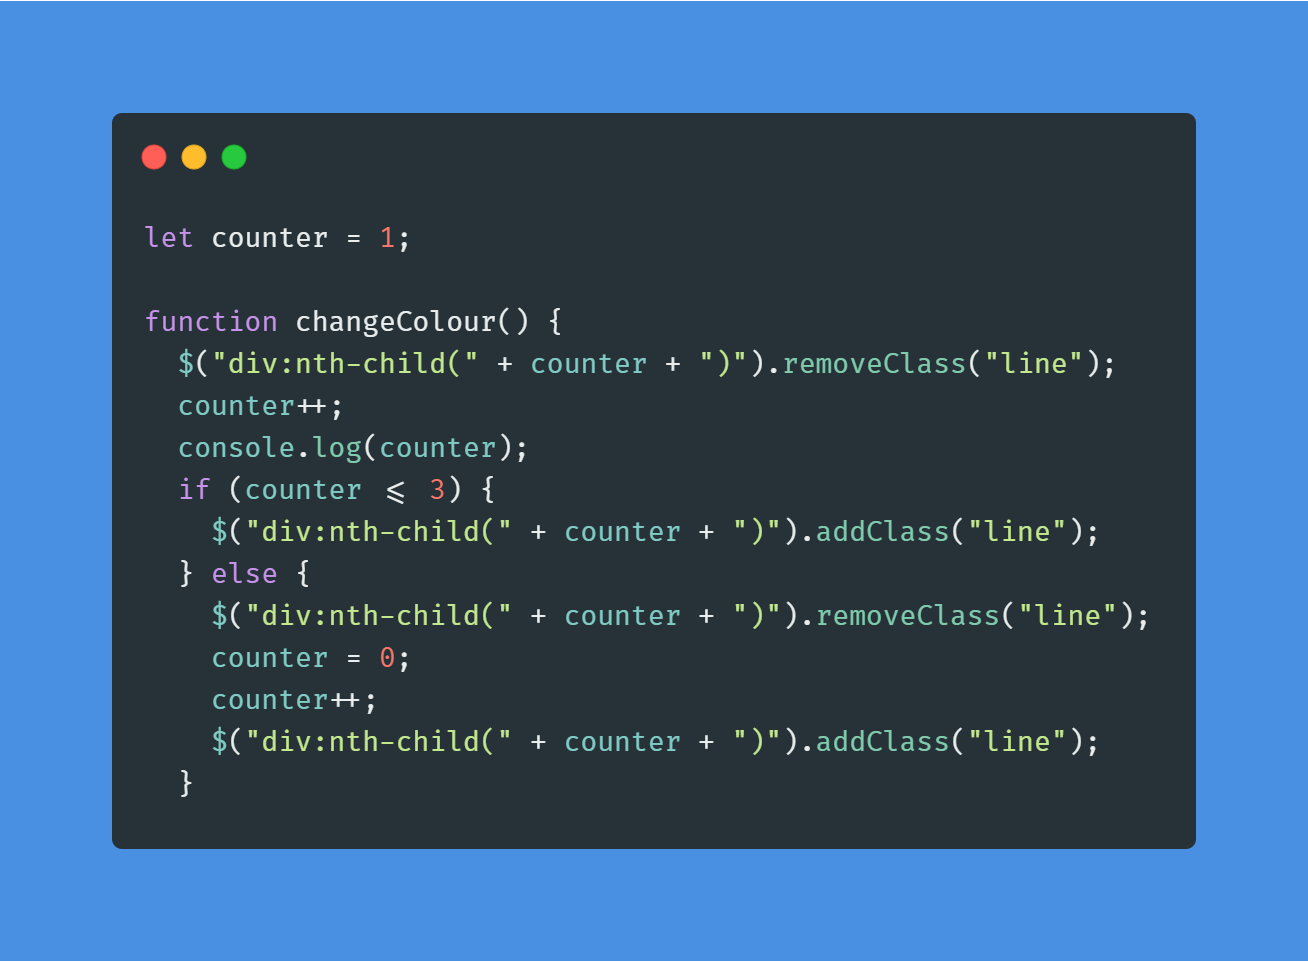 let counter = 1;

function changeColour() {
  $("div:nth-child(" + counter + ")").removeClass("line");
  counter++;
  console.log(counter);
  if (counter <= 3) {
    $("div:nth-child(" + counter + ")").addClass("line");
  } else {
    $("div:nth-child(" + counter + ")").removeClass("line");
    counter = 0;
    counter++;
    $("div:nth-child(" + counter + ")").addClass("line");
  }